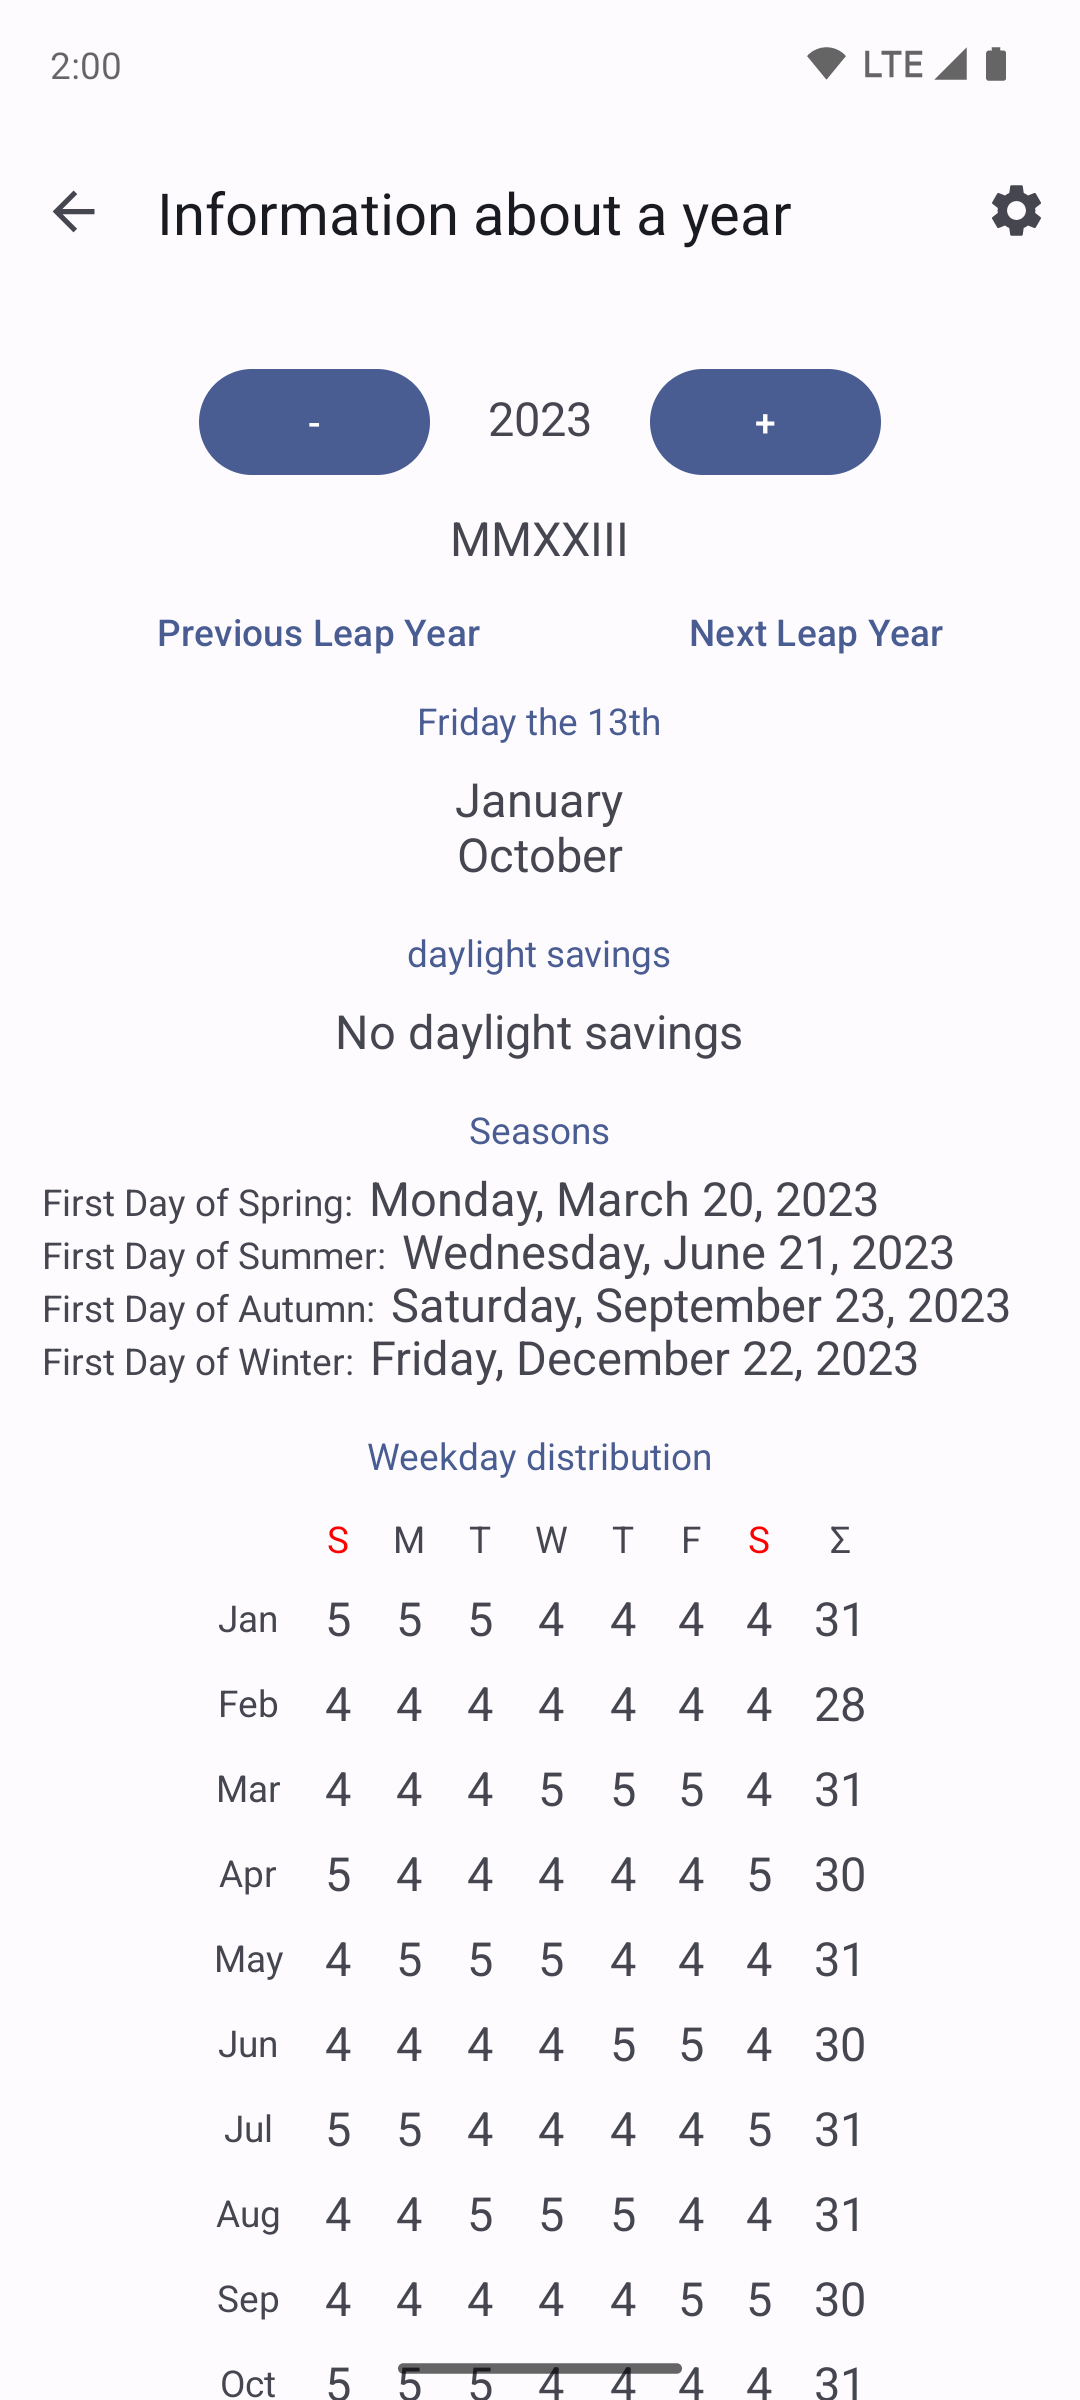 2:00 LTE
Information about a year
- 2023 +
MMXXIII
Previous Leap Year Next Leap Year
Friday the 13th
January
October
daylight savings
No daylight savings
Seasons
First Day of Spring: Monday, March 20, 2023
First Day of Summer: Wednesday, June 21, 2023
First Day of Autumn: Saturday, September 23, 2023
First Day of Winter: Friday, December 22, 2023
Weekday distribution
S M T W T F S Σ
Jan 5 5 5 4 4 4 4 31
Feb 4 4 4 4 4 4 4 28
Mar 4 4 4 5 5 5 4 31
Apr 5 4 4 4 4 4 5 30
May 4 5 5 5 4 4 4 31
Jun 4 4 4 4 5 5 4 30
Jul 5 5 4 4 4 4 5 31
Aug 4 4 5 5 5 4 4 31
Sep 4 4 4 4 4 5 5 30
Oct 5 5 5 4 4 4 4 31